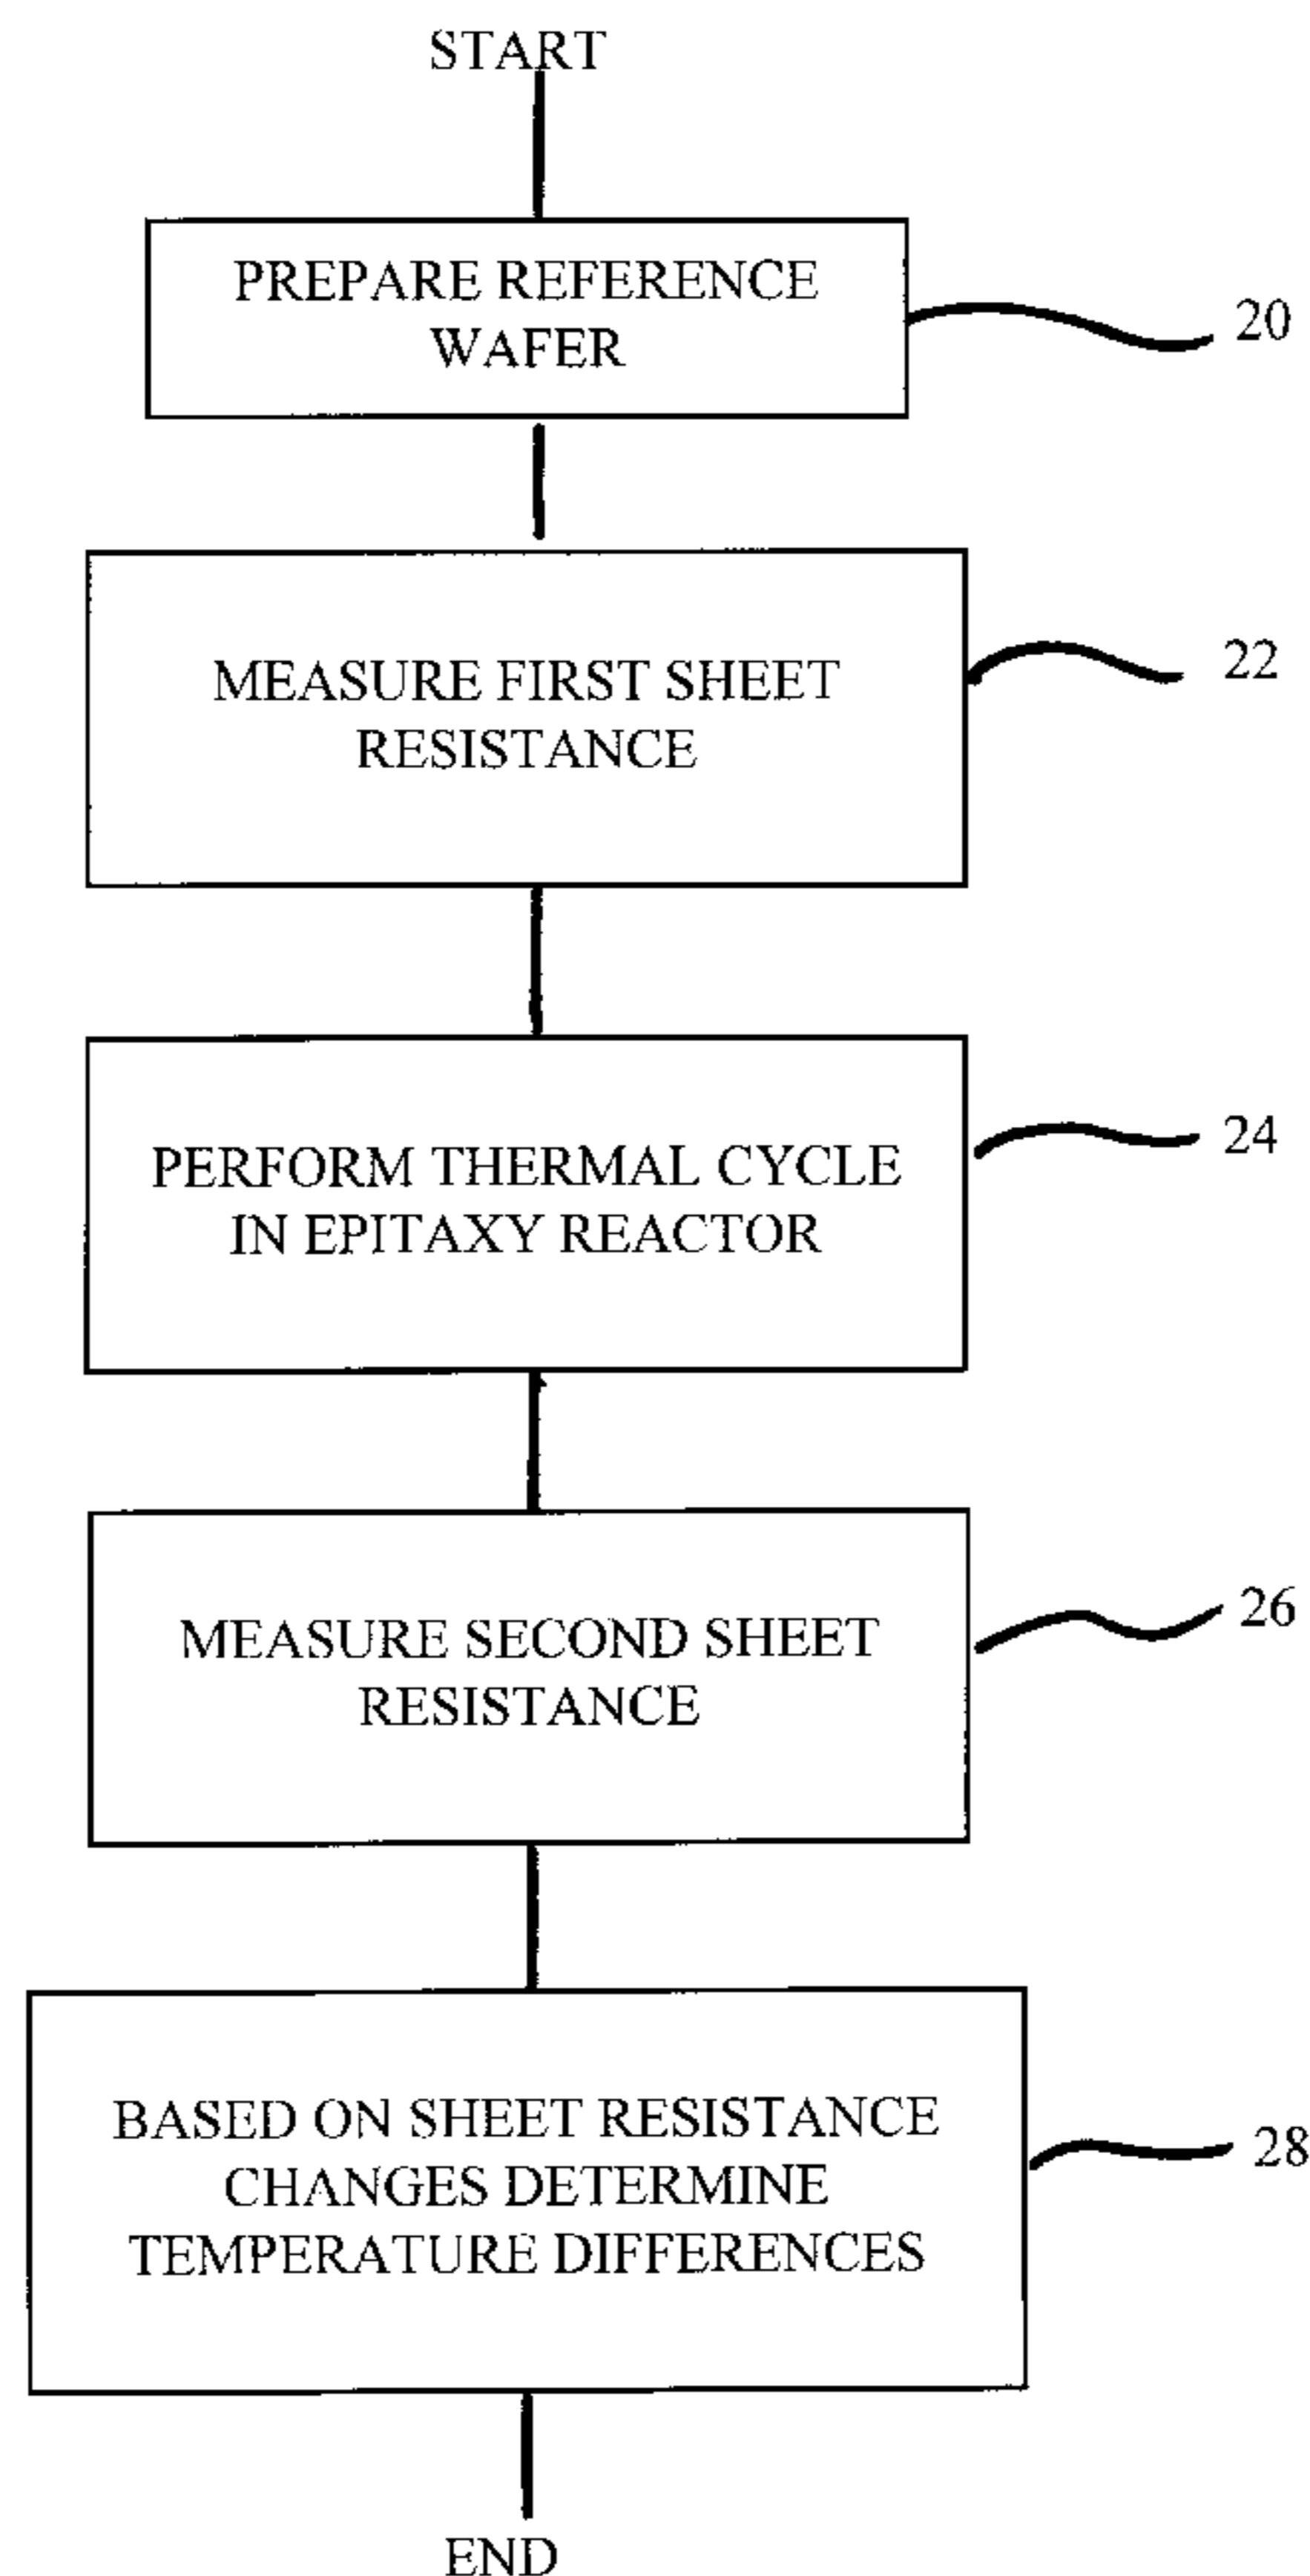 START
PREPARE REFERENCE
WAFER
20
MEASURE FIRST SHEET
RESISTANCE
22
PERFORM THERMAL CYCLE
IN EPITAXY REACTOR
24
MEASURE SECOND SHEET
RESISTANCE
26
BASED ON SHEET RESISTANCE
CHANGES DETERMINE
TEMPERATURE DIFFERENCES
28
END